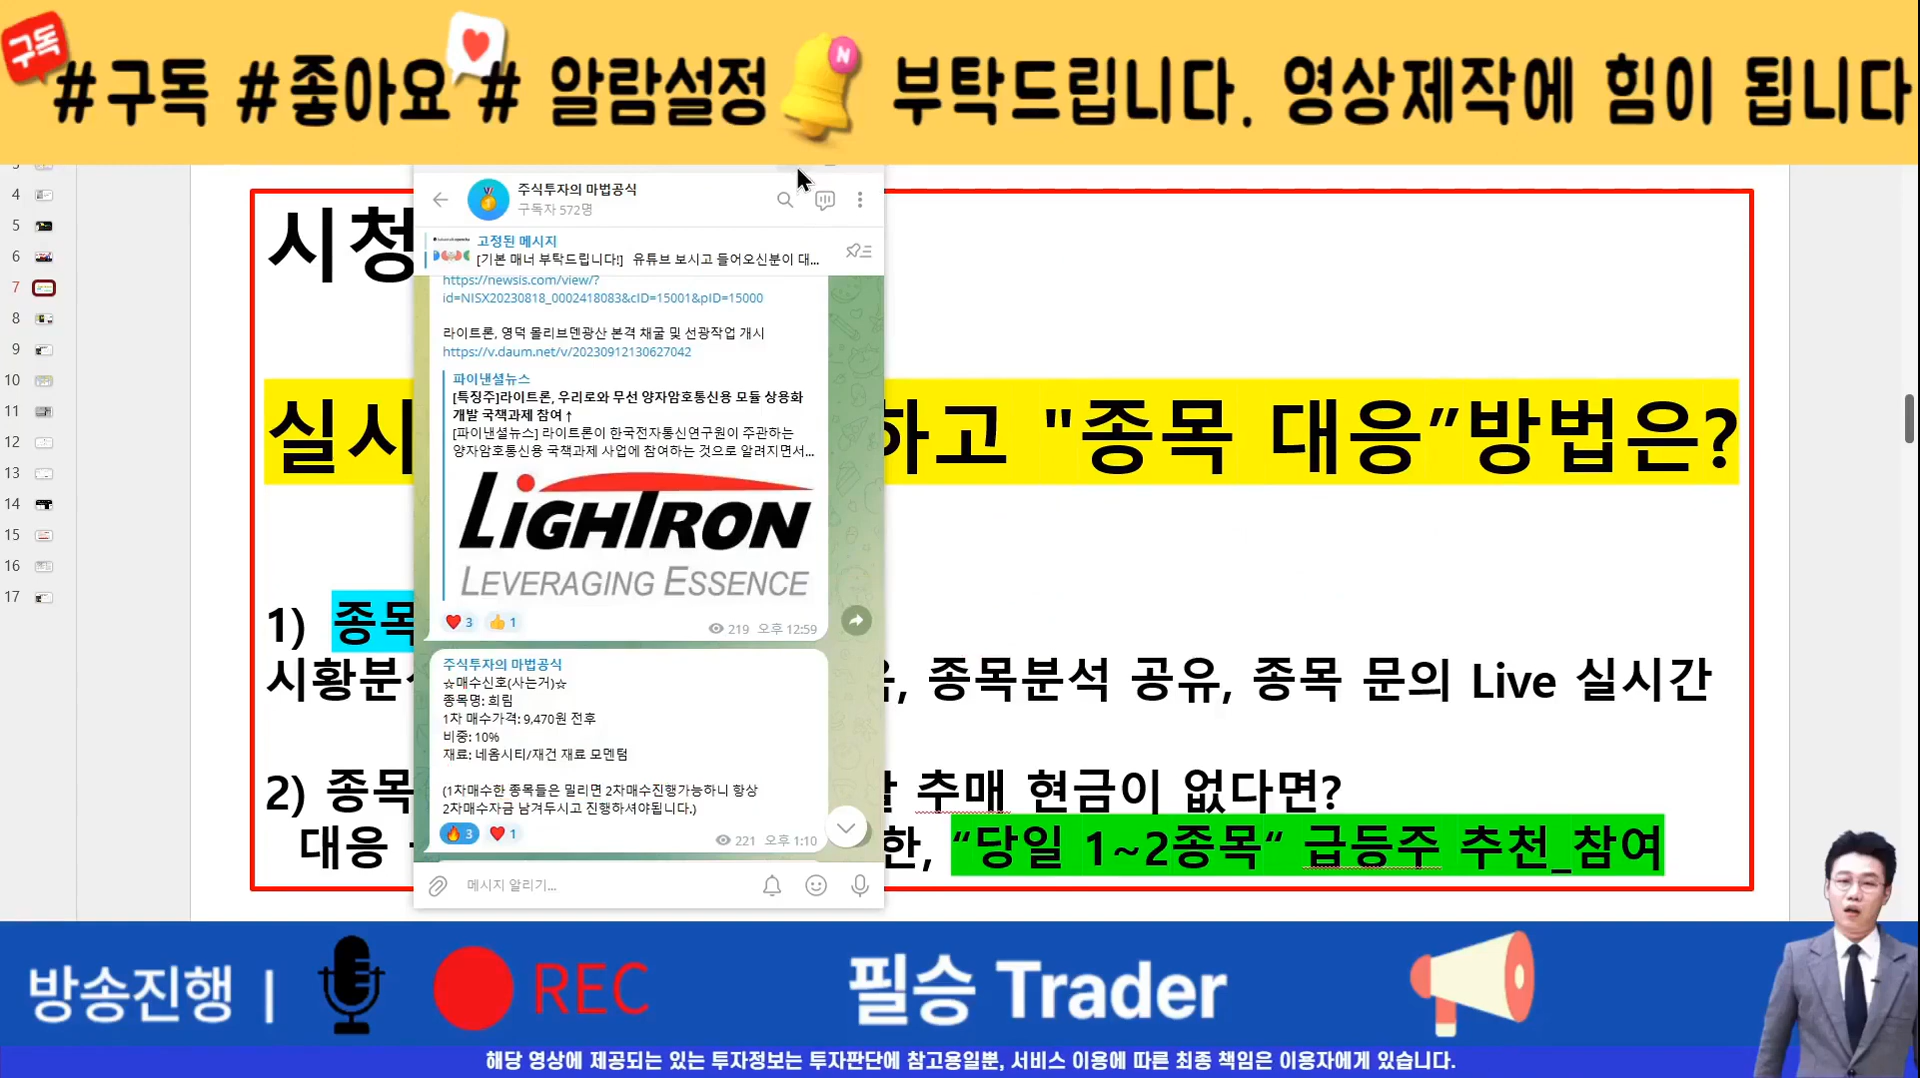 구독
#구독 #좋아요 # 알람설정 N 부탁드립니다. 영상제작에 힘이 됩니다
4
5
6
7
8
9
10
11
12
13
14
15
16
17
시청
실시
하고 "종목 대응”방법은?
1) 종목
시황분
, 종목분석 공유, 종목 문의 Live 실시간
2) 종목
추매 현금이 없다면?
대응
한, “당일 1~2종목“ 급등주 추천_참여
주식투자의 마법공식
구독자 572명
고정된 메시지
[기본 매너 부탁드립니다!] 유튜브 보시고 들어오신분이 대...
https://newsis.com/view/?
id=NISX20230818_0002418083&cID=15001&pID=15000
라이트론, 영덕 몰리브덴광산 본격 채굴 및 선광작업 개시
https://v.daum.net/v/20230912130627042
파이낸셜뉴스
[특징주]라이트론, 우리로와 무선 양자암호통신용 모듈 상용화
개발 국책과제 참여↑
[파이낸셜뉴스] 라이트론이 한국전자통신연구원이 주관하는
양자암호통신용 국책과제 사업에 참여하는 것으로 알려지면서...
LIGHTRON
LEVERAGING ESSENCE
3 1
219 오후 12:59
주식투자의 마법공식
☆매수신호(사는거)☆
종목명: 희림
1차 매수가격: 9,470원 전후
비중: 10%
재료: 네옴시티/재건 재료 모멘텀
(1차매수한 종목들은 밀리면 2차매수진행가능하니 항상
2차매수자금 남겨두시고 진행하셔야됩니다.)
3 1
221 오후 1:10
메시지 알리기...
방송진행 | REC 필승 Trader
해당 영상에 제공되는 있는 투자정보는 투자판단에 참고용일뿐, 서비스 이용에 따른 최종 책임은 이용자에게 있습니다.